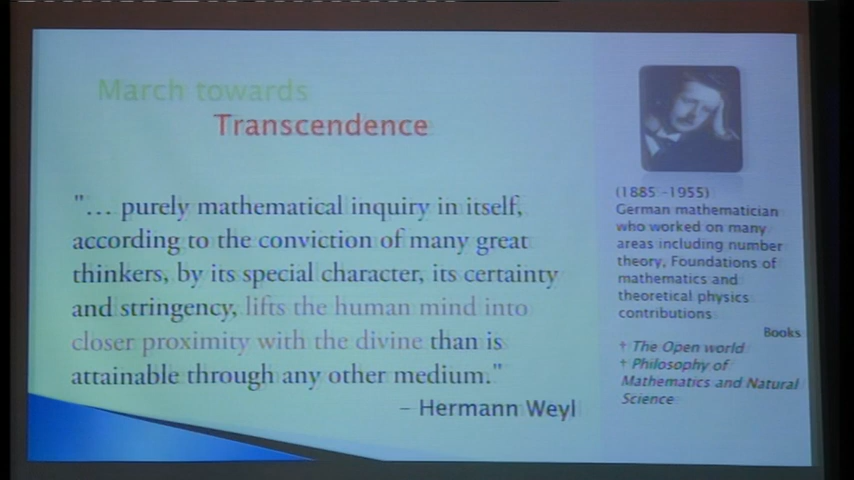 March towards
Transcendence
"... purely mathematical inquiry in itself,
according to the conviction of many great
thinkers, by its special character, its certainty
and stringency, lifts the human mind into
closer proximity with the divine than is
attainable through any other medium."
– Hermann Weyl
(1885 -1955)
German mathematician
who worked on many
areas including number
theory, Foundations of
mathematics and
theoretical physics
contributions
Books
† The Open world
† Philosophy of
Mathematics and Natural
Science